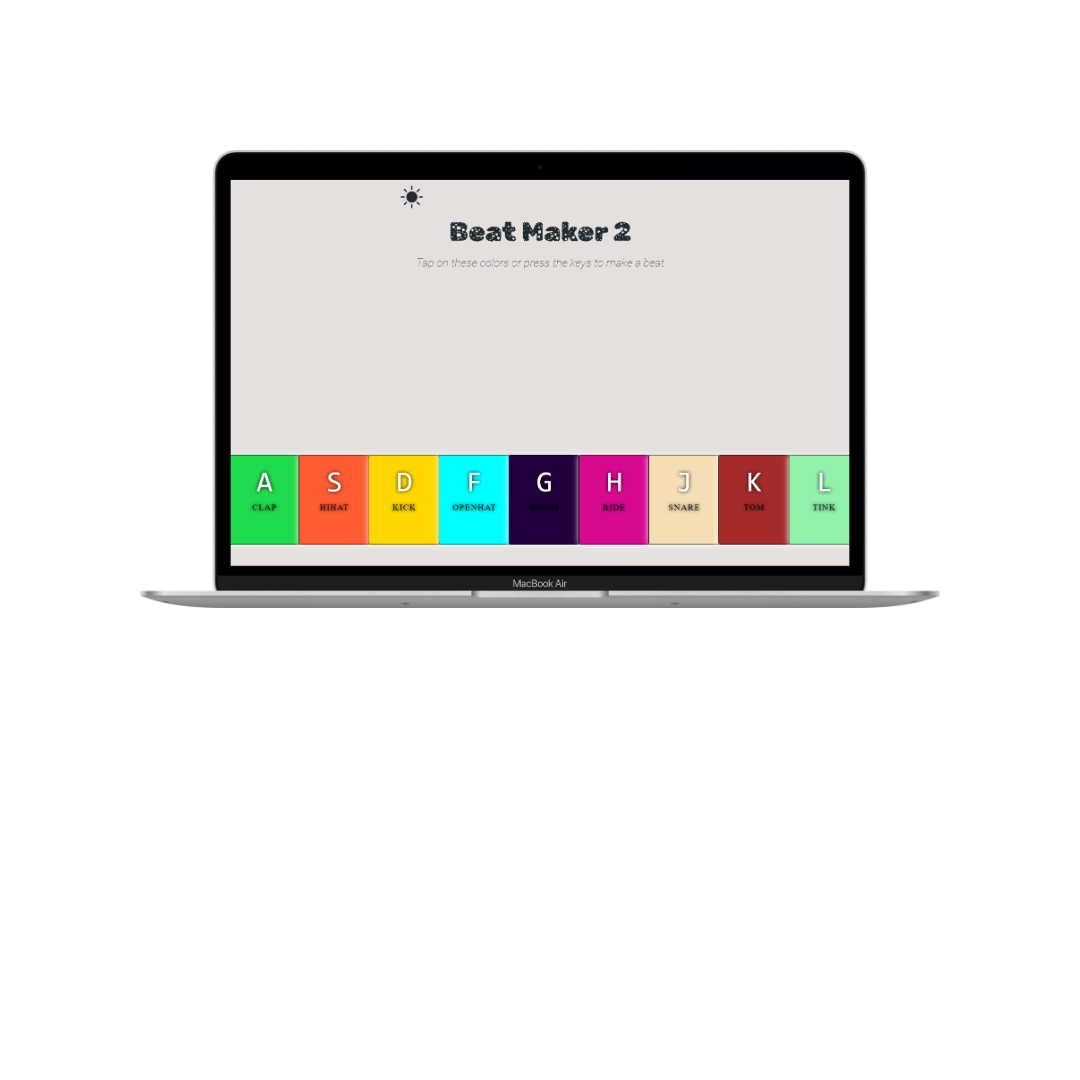 Beat Maker 2
Tap on these colors or press the keys to make a beat
A S D F G H J K L
CLAP HIHAT KICK OPENHAT BOOM RIDE SNARE TOM TINK
MacBook Air